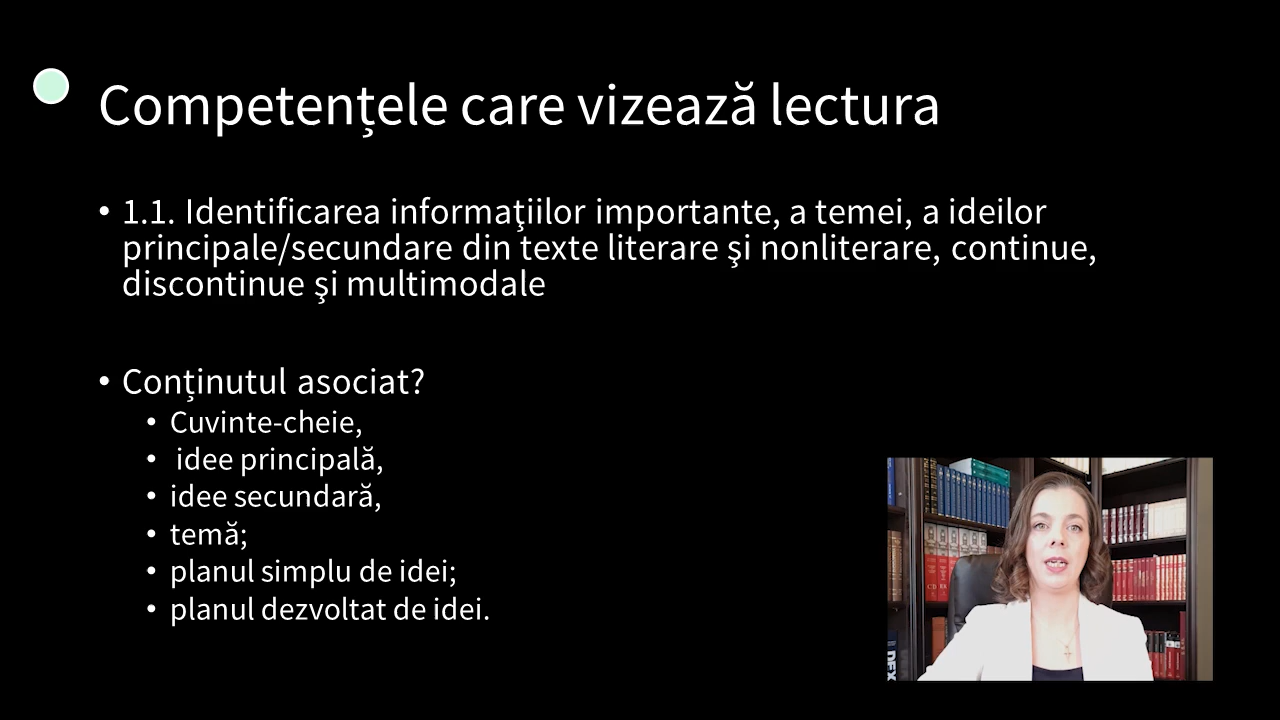 Competențele care vizează lectura
• 1.1. Identificarea informaţiilor importante, a temei, a ideilor
principale/secundare din texte literare şi nonliterare, continue,
discontinue şi multimodale
• Conținutul asociat?
• Cuvinte-cheie,
• idee principală,
• idee secundară,
• temă;
• planul simplu de idei;
• planul dezvoltat de idei.